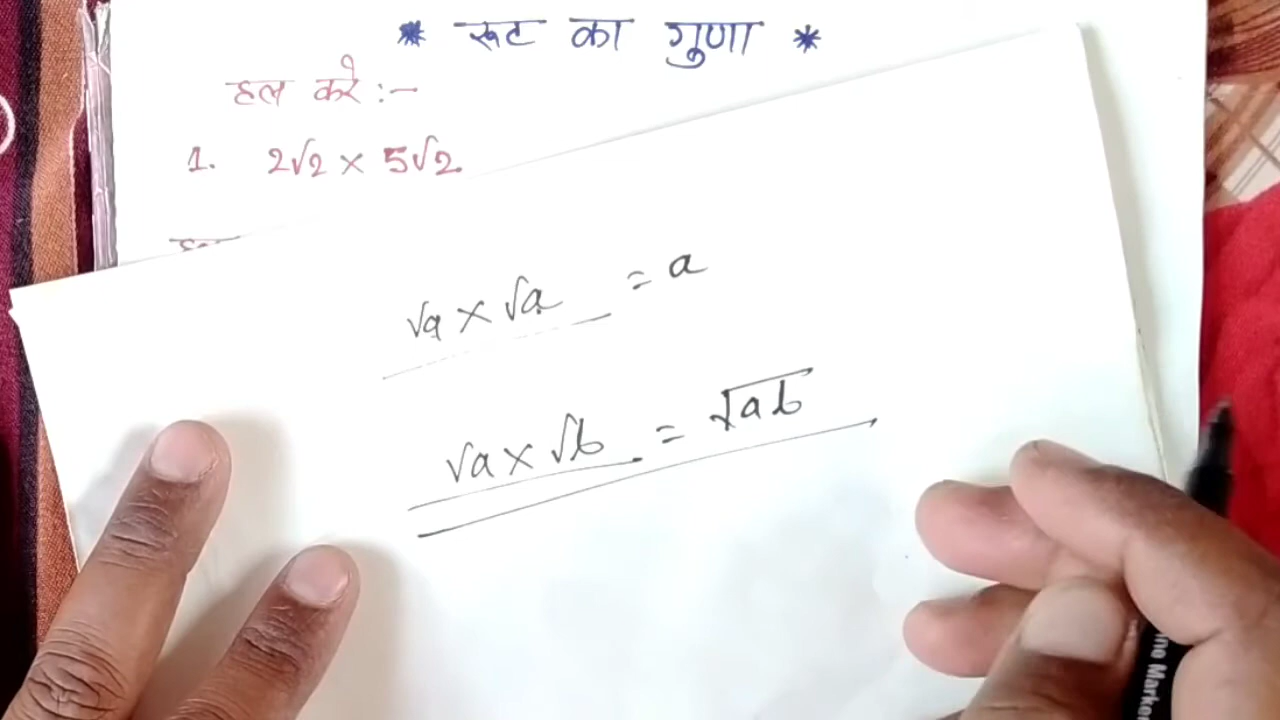 * रूट का गुणा *
हल करे :-
1. 2√2 × 5√2
√a × √a = a
√a × √b = √ab